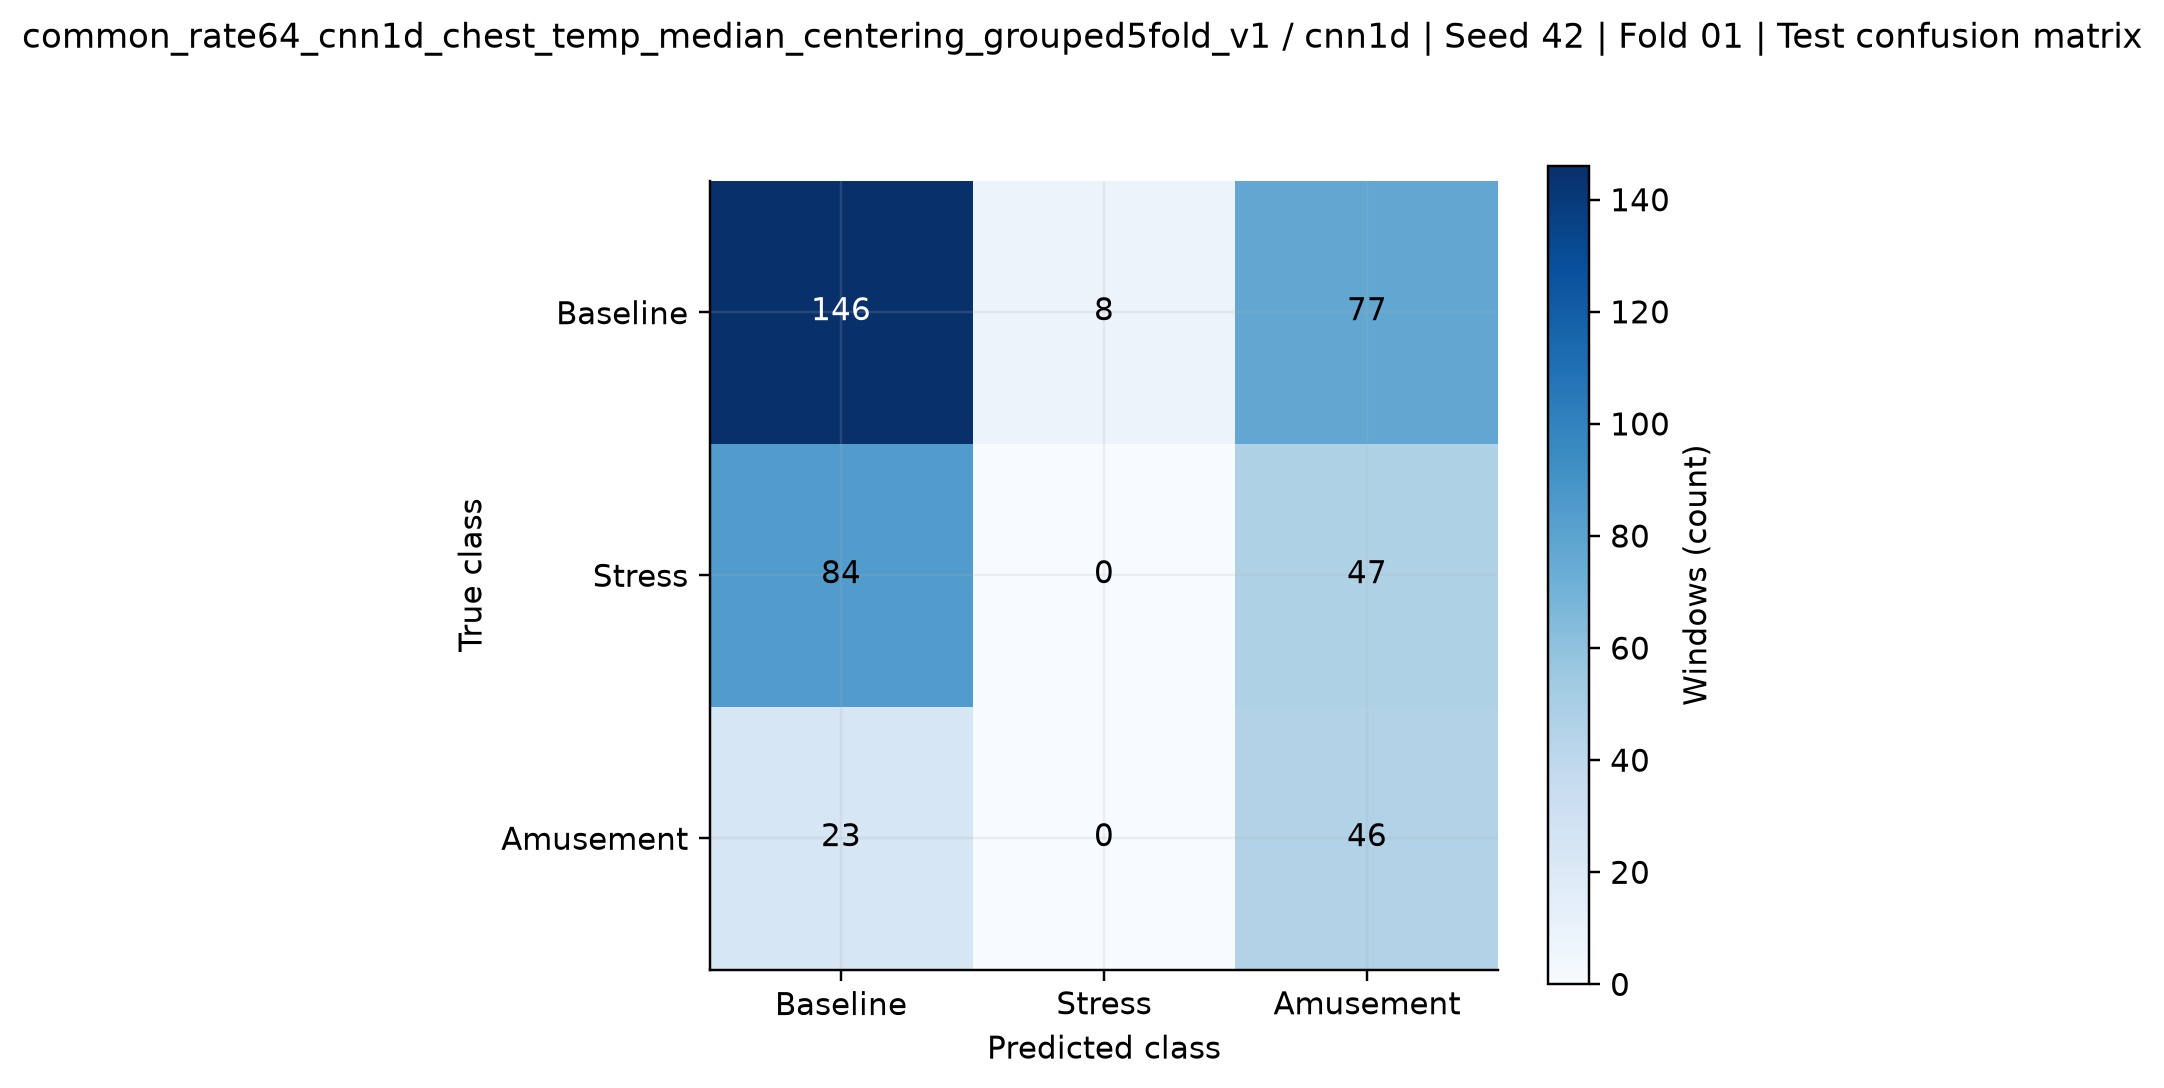 common_rate64_cnn1d_chest_temp_median_centering_grouped5fold_v1 / cnn1d | Seed 42 | Fold 01 | Test confusion matrix
True class
Baseline
Stress
Amusement
146 8 77
84 0 47
23 0 46
Baseline Stress Amusement
Predicted class
140
120
100
80
60
40
20
0
Windows (count)